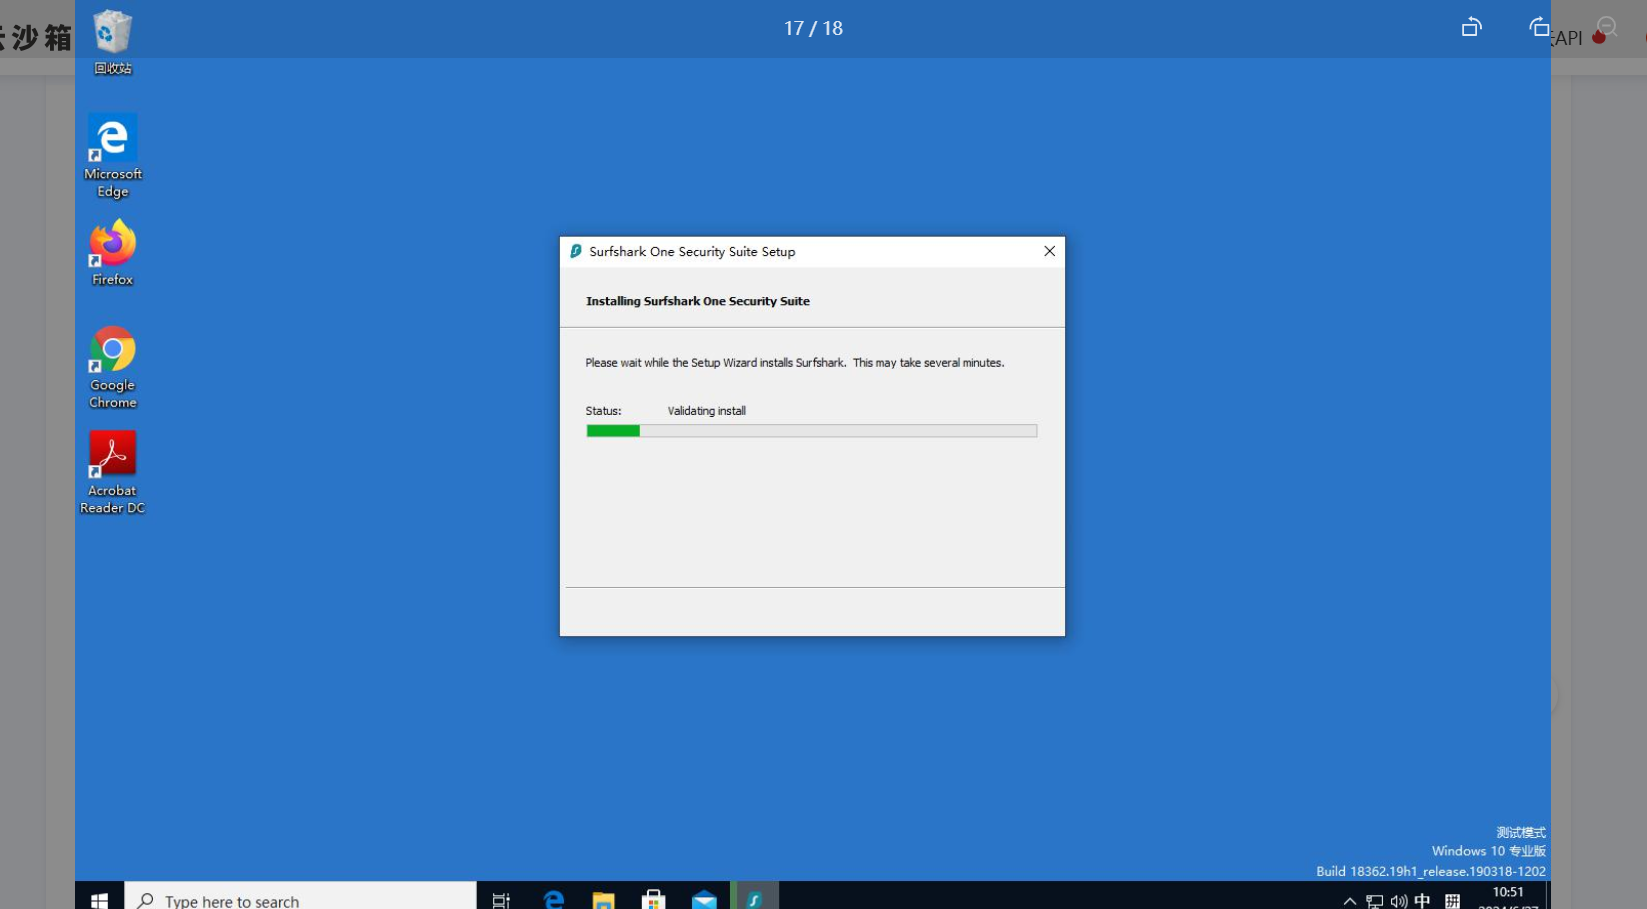 沙箱
17 / 18
API
回收站
Microsoft
Edge
Firefox
Google
Chrome
Acrobat
Reader DC
Surfshark One Security Suite Setup
Installing Surfshark One Security Suite
Please wait while the Setup Wizard installs Surfshark. This may take several minutes.
Status: Validating install
测试模式
Windows 10 专业版
Build 18362.19h1_release.190318-1202
Type here to search
中 拼 10:51